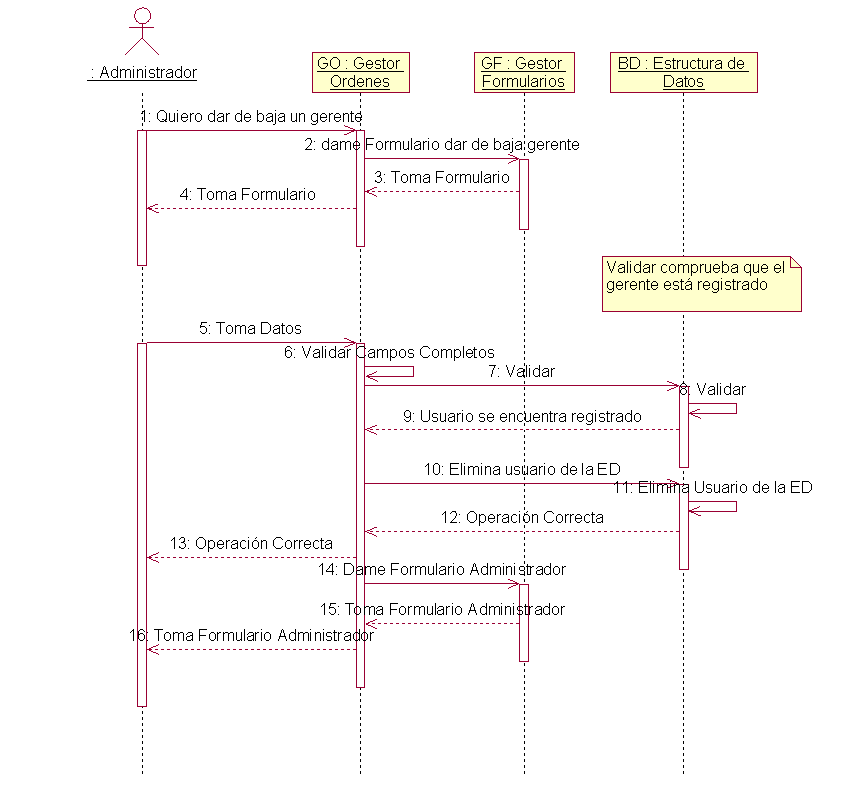 : Administrador
GO : Gestor
Ordenes
GF : Gestor
Formularios
BD : Estructura de
Datos
1: Quiero dar de baja un gerente
2: dame Formulario dar de baja gerente
3: Toma Formulario
4: Toma Formulario
Validar comprueba que el
gerente está registrado
5: Toma Datos
6: Validar Campos Completos
7: Validar
8: Validar
9: Usuario se encuentra registrado
10: Elimina usuario de la ED
11: Elimina Usuario de la ED
12: Operación Correcta
13: Operación Correcta
14: Dame Formulario Administrador
15: Toma Formulario Administrador
16: Toma Formulario Administrador